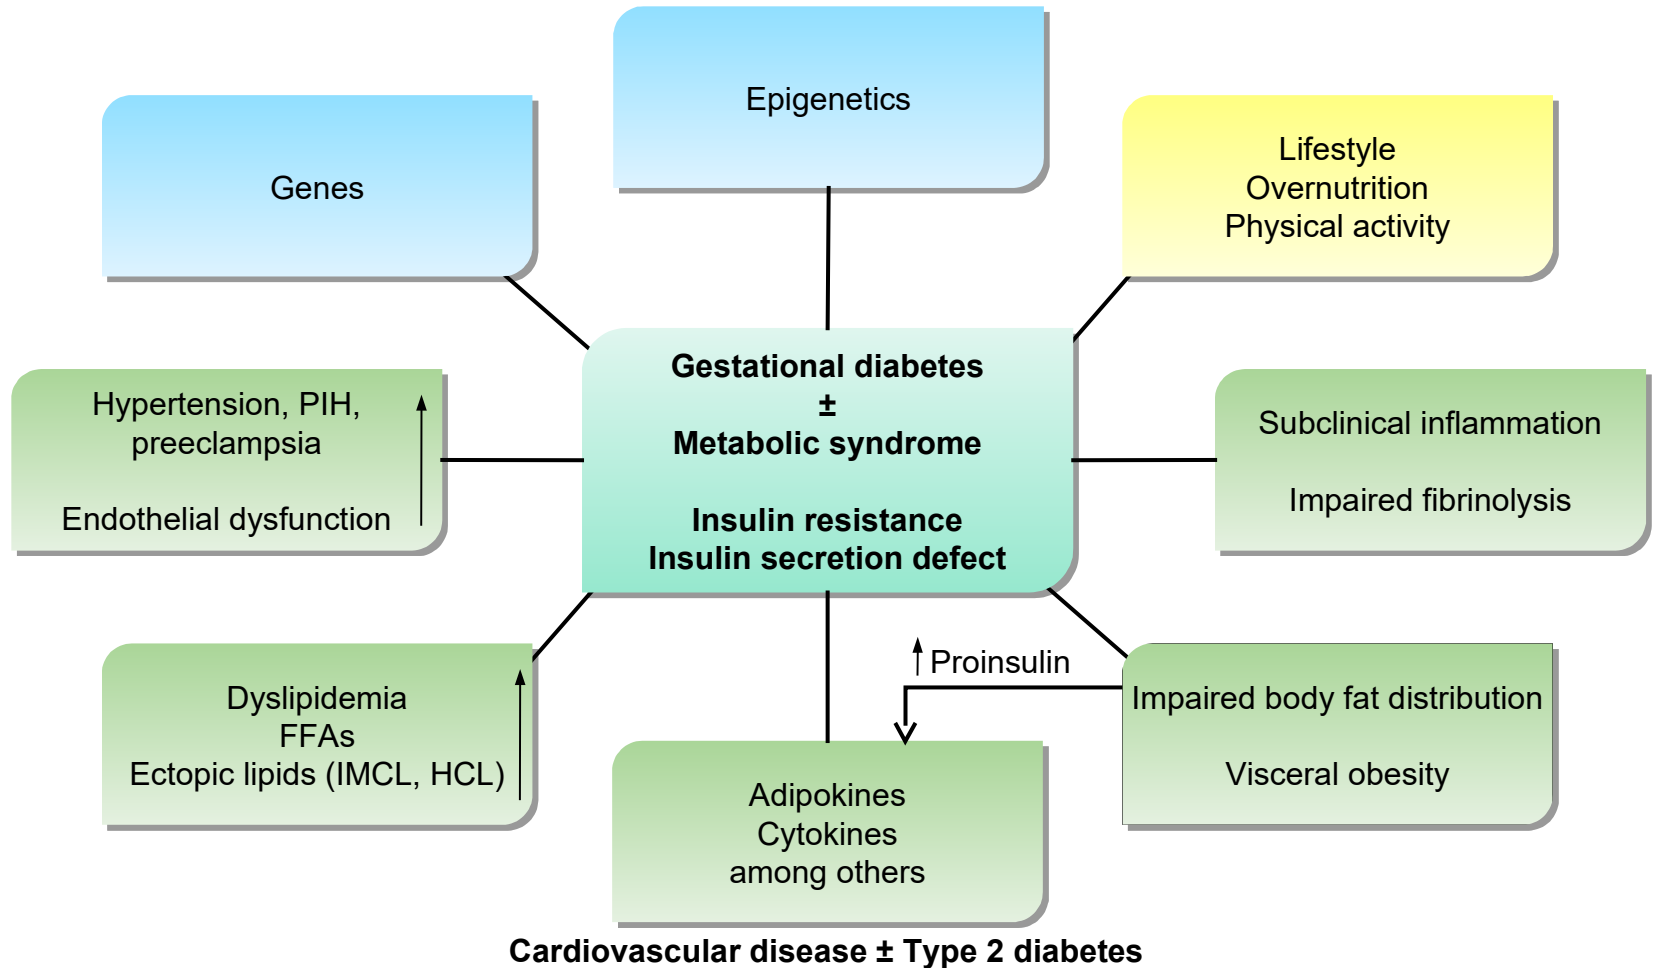 Epigenetics
Genes
Lifestyle
Overnutrition
Physical activity
Hypertension, PIH,
preeclampsia
Endothelial dysfunction
Gestational diabetes
±
Metabolic syndrome
Insulin resistance
Insulin secretion defect
Subclinical inflammation
Impaired fibrinolysis
Dyslipidemia
FFAs
Ectopic lipids (IMCL, HCL)
Proinsulin
Impaired body fat distribution
Visceral obesity
Adipokines
Cytokines
among others
Cardiovascular disease ± Type 2 diabetes